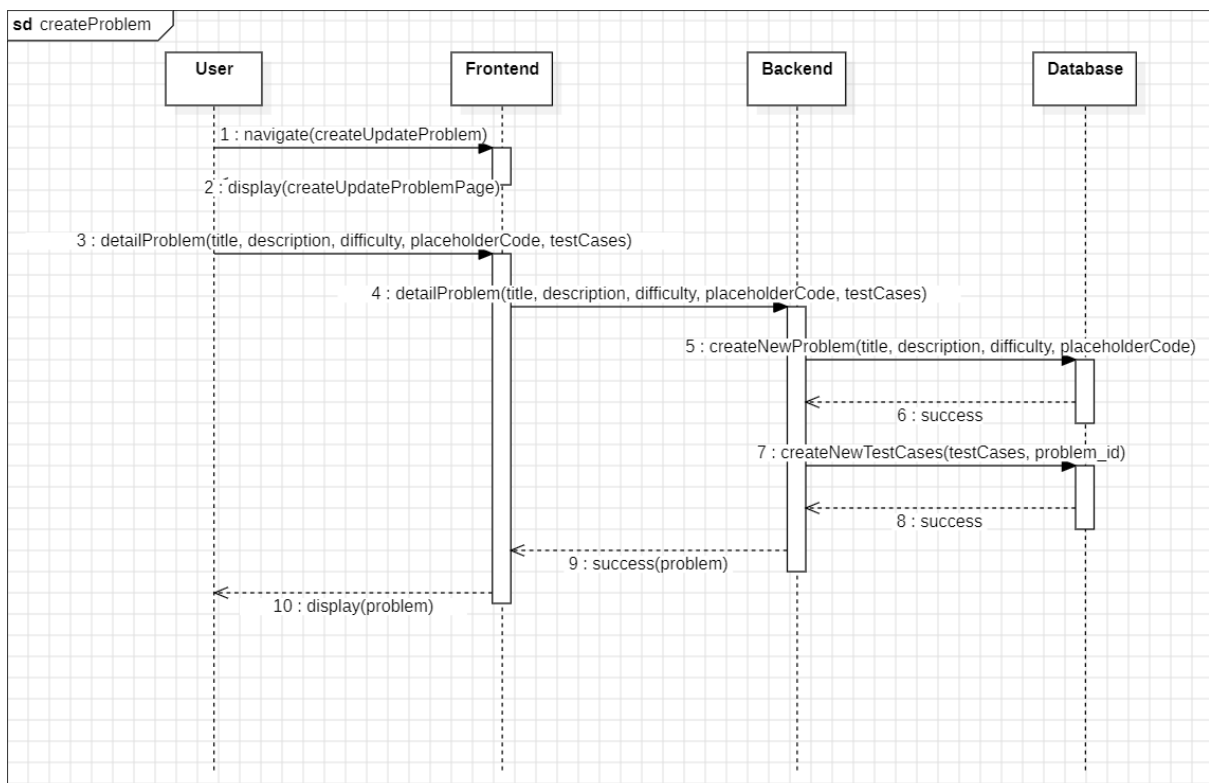 sd createProblem
User
Frontend
Backend
Database
1 : navigate(createUpdateProblem)
2 : display(createUpdateProblemPage)
3 : detailProblem(title, description, difficulty, placeholderCode, testCases)
4 : detailProblem(title, description, difficulty, placeholderCode, testCases)
5 : createNewProblem(title, description, difficulty, placeholderCode)
6 : success
7 : createNewTestCases(testCases, problem_id)
8 : success
9 : success(problem)
10 : display(problem)